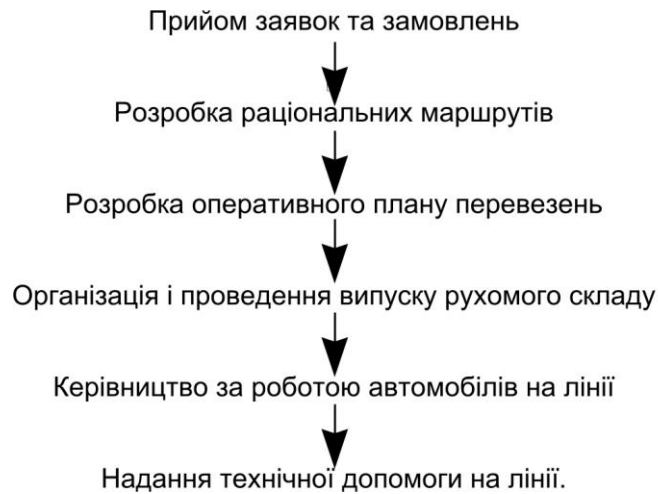 Прийом заявок та замовлень
Розробка раціональних маршрутів
Розробка оперативного плану перевезень
Організація і проведення випуску рухомого складу
Керівництво за роботою автомобілів на лінії
Надання технічної допомоги на лінії.